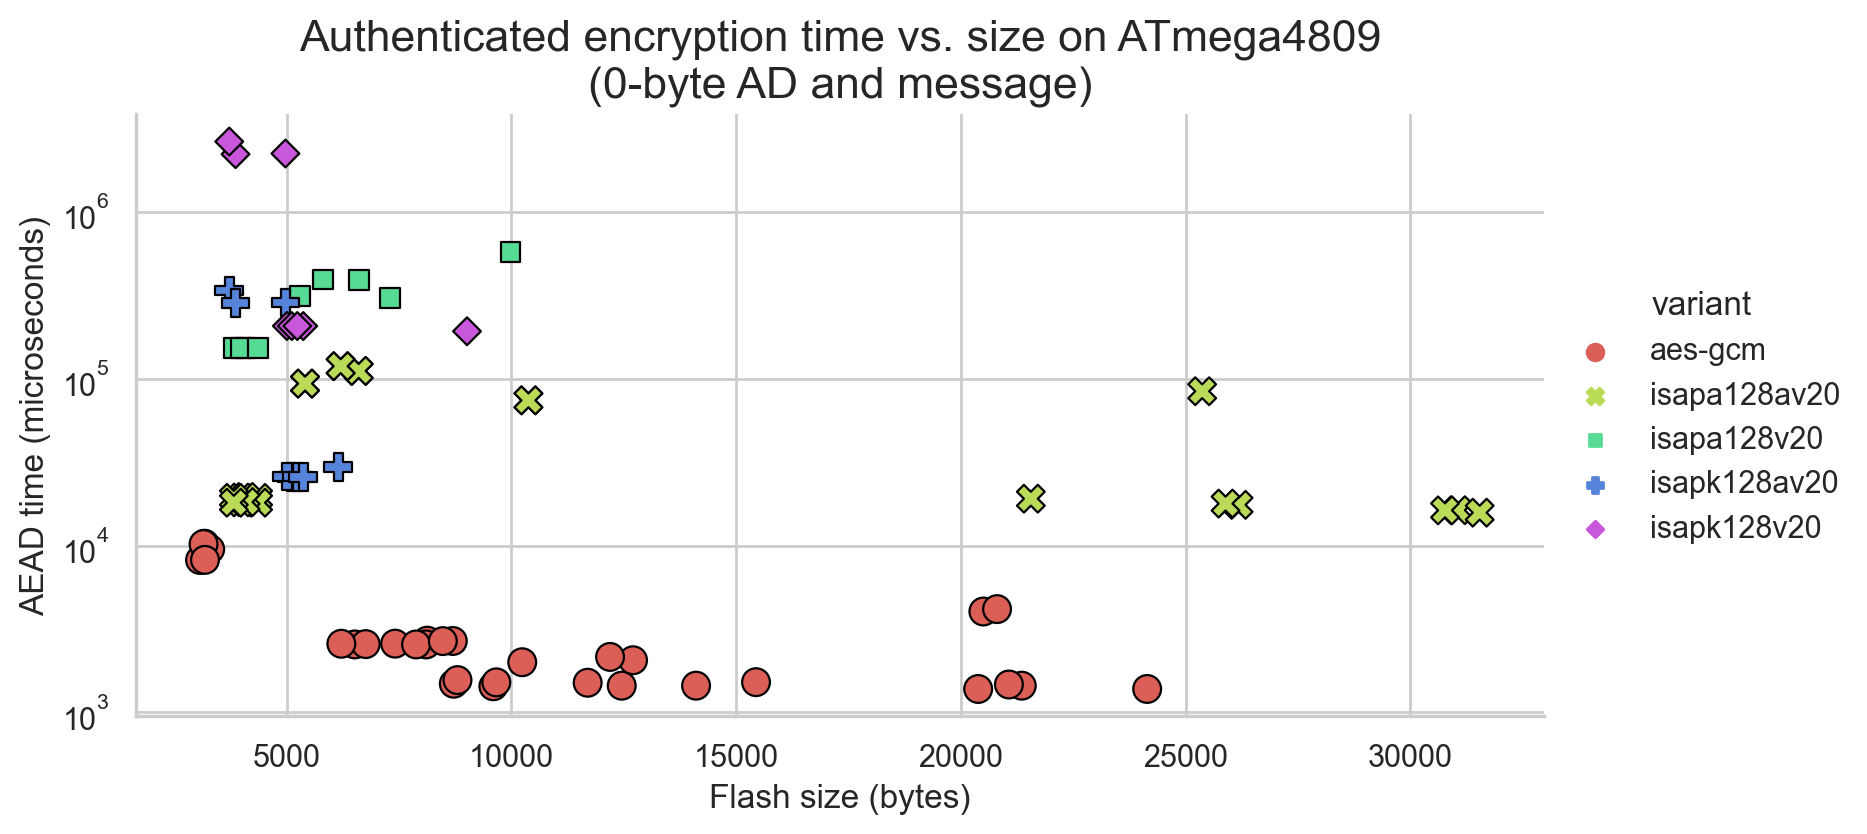 Authenticated encryption time vs. size on ATmega4809
(0-byte AD and message)
AEAD time (microseconds)
10^6
10^5
10^4
10^3
5000
10000
15000
20000
25000
30000
Flash size (bytes)
variant
aes-gcm
isapa128av20
isapa128v20
isapk128av20
isapk128v20